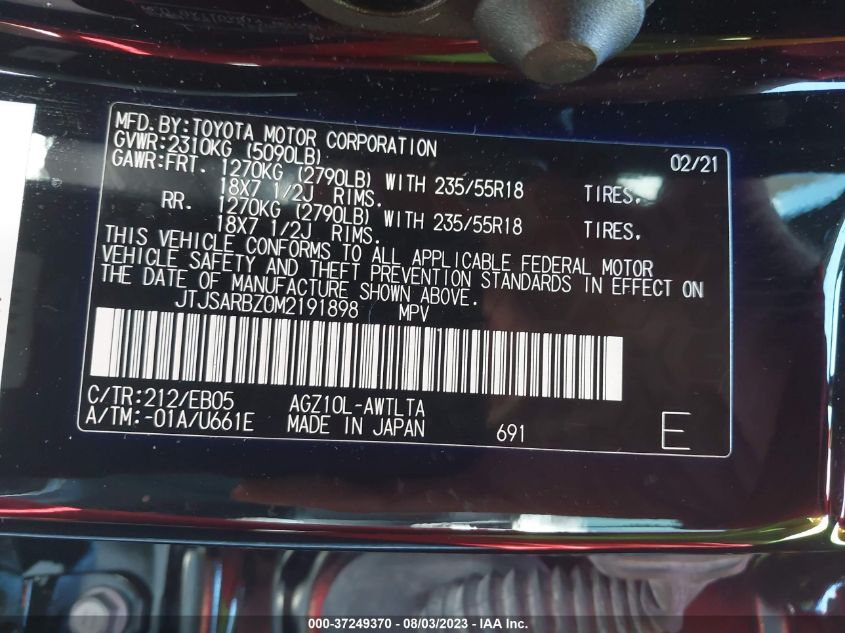 MFD.BY:TOYOTA MOTOR CORPORATION 02/21
GVWR:2310KG (5090LB)
GAWR:FRT. 1270KG (2790LB) WITH 235/55R18 TIRES.
18X7 1/2J RIMS.
RR. 1270KG (2790LB) WITH 235/55R18 TIRES.
18X7 1/2J RIMS.
THIS VEHICLE CONFORMS TO ALL APPLICABLE FEDERAL MOTOR
VEHICLE SAFETY AND THEFT PREVENTION STANDARDS IN EFFECT ON
THE DATE OF MANUFACTURE SHOWN ABOVE.
JTJSARBZ0M2191898 MPV
C/TR:212/EB05 AGZ10L-AWTLTA
A/TM:-01A/U661E MADE IN JAPAN 691 E
000-37249370 - 08/03/2023 - IAA Inc.